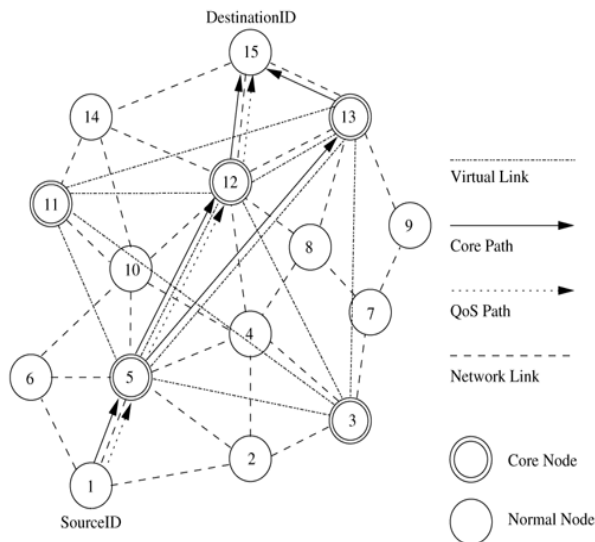 DestinationID
15
14
13
12
11
9
8
10
7
4
6
5
3
2
1
SourceID
Virtual Link
Core Path
QoS Path
Network Link
Core Node
Normal Node